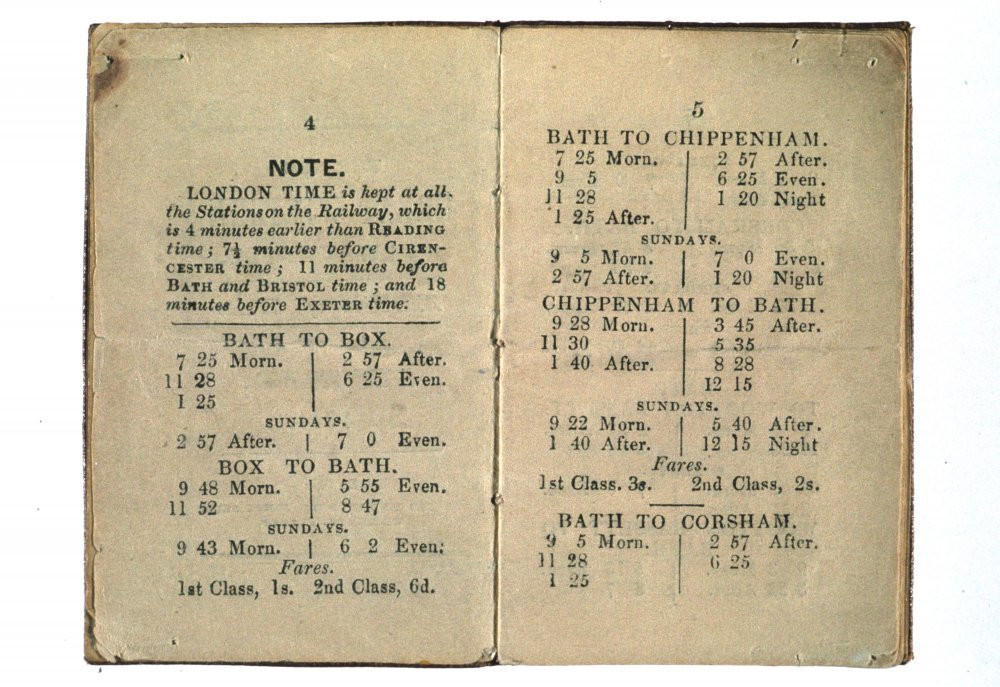 4
NOTE.
LONDON TIME is kept at all
the Stations on the Railway, which
is 4 minutes earlier than READING
time; 7½ minutes before CIREN-
CESTER time; 11 minutes before
BATH and BRISTOL time; and 18
minutes before EXETER time.
BATH TO BOX.
7 25 Morn. | 2 57 After.
11 28 | 6 25 Even.
1 25
SUNDAYS.
2 57 After. | 7 0 Even.
BOX TO BATH.
9 48 Morn. | 5 55 Even.
11 52 | 8 47
SUNDAYS.
9 43 Morn. | 6 2 Even:
Fares.
1st Class, 1s. 2nd Class, 6d.
5
BATH TO CHIPPENHAM.
7 25 Morn. | 2 57 After.
9 5 | 6 25 Even.
11 28 | 1 20 Night
1 25 After.
SUNDAYS.
9 5 Morn. | 7 0 Even.
2 57 After. | 1 20 Night
CHIPPENHAM TO BATH.
9 28 Morn. | 3 45 After.
11 30 | 5 35
1 40 After. | 8 28
12 15
SUNDAYS.
9 22 Morn. | 5 40 After.
1 40 After. | 12 15 Night
Fares.
1st Class. 3s. 2nd Class, 2s.
BATH TO CORSHAM.
9 5 Morn. | 2 57 After.
11 28 | 6 25
1 25